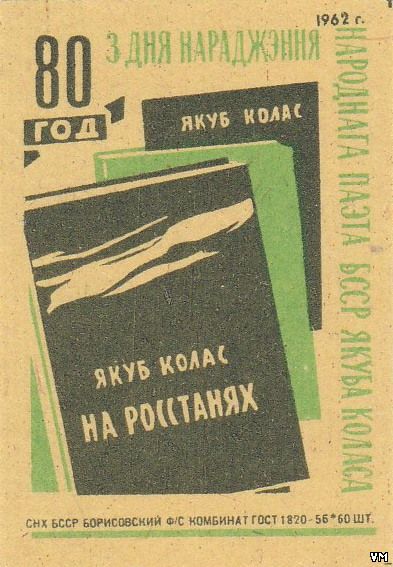 1962 г.
80
ГОД
З ДНЯ НАРАДЖЭННЯ
НАРОДНАГА ПАЭТА БССР ЯКУБА КОЛАСА
ЯКУБ КОЛАС
ЯКУБ КОЛАС
НА РОССТАНЯХ
СНХ БССР БОРИСОВСКИЙ Ф/С КОМБИНАТ ГОСТ 1820-56*60 ШТ.
VM